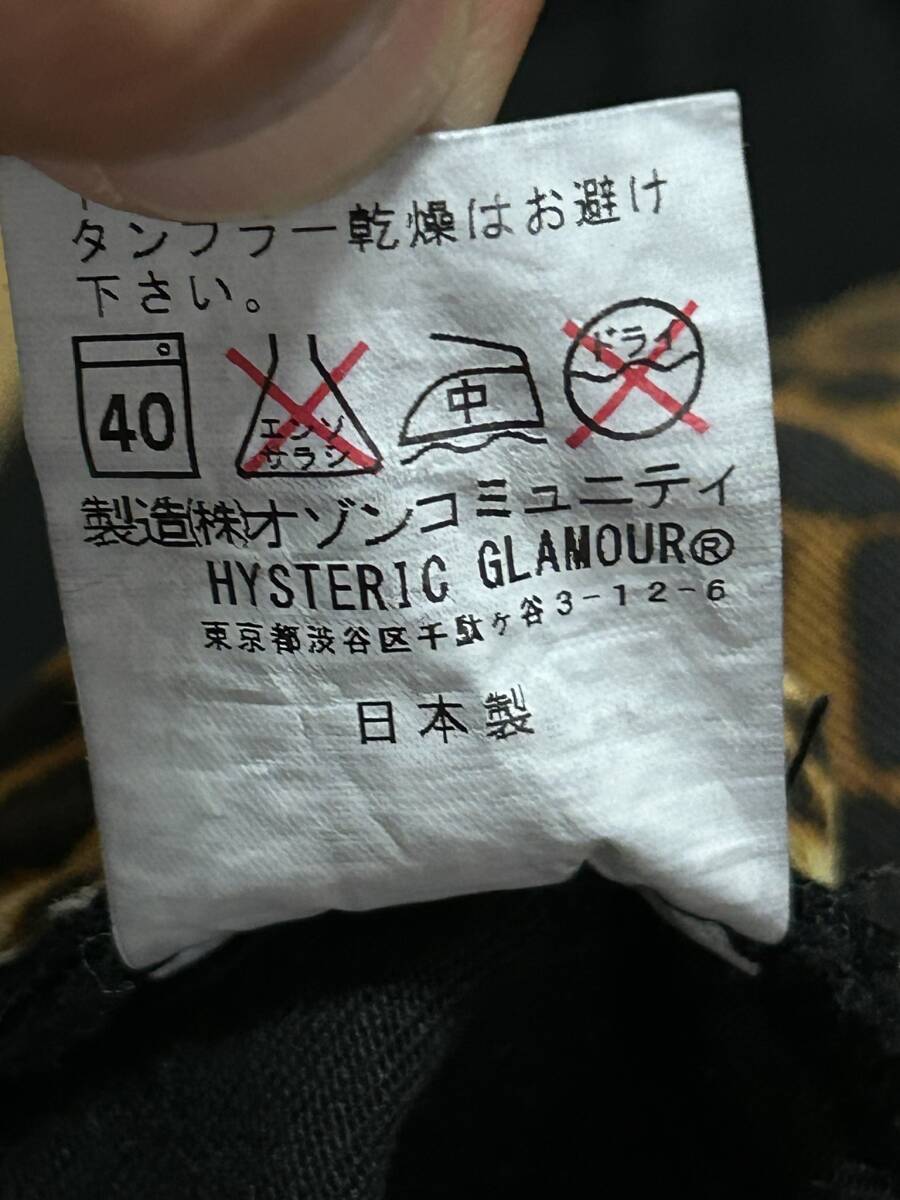 タンブラー乾燥はお避け
下さい。
40
エンソ
サラシ
中
ドライ
製造(株)オゾンコミュニティ
HYSTERIC GLAMOUR®
東京都渋谷区千駄ヶ谷3-12-6
日本製